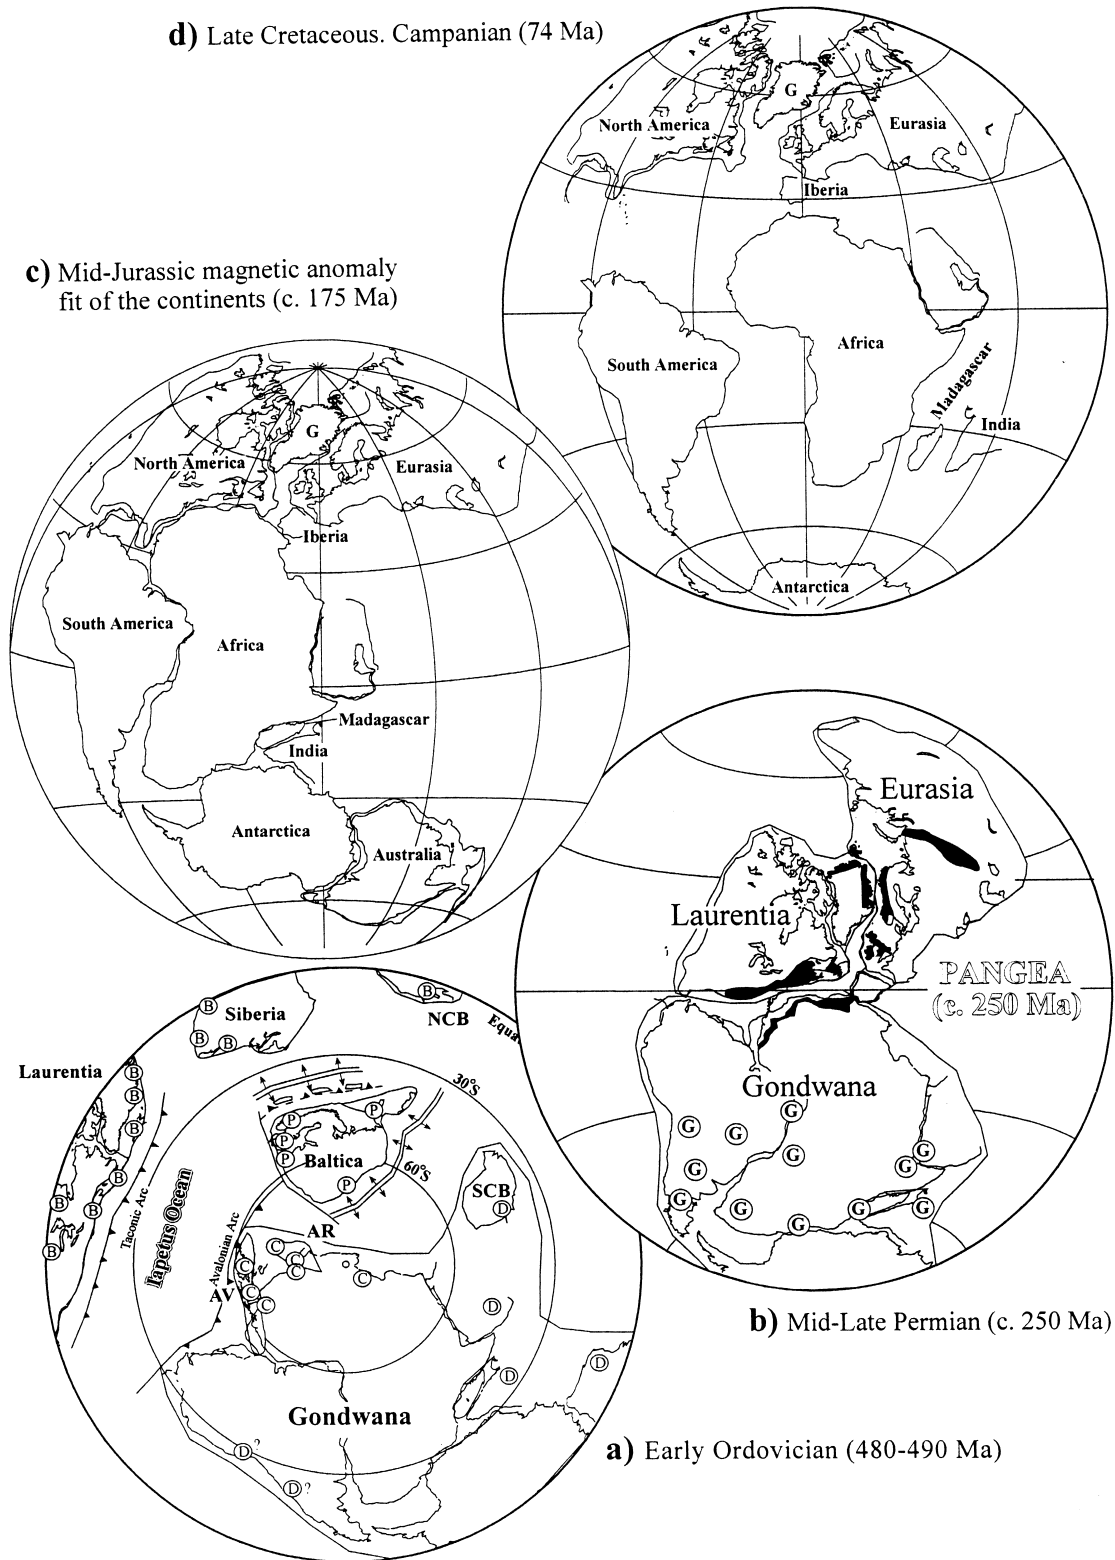 d) Late Cretaceous. Campanian (74 Ma)
G
North America
Eurasia
Iberia
Africa
South America
Madagascar
India
Antarctica
c) Mid-Jurassic magnetic anomaly
fit of the continents (c. 175 Ma)
G
North America
Eurasia
Iberia
South America
Africa
Madagascar
India
Antarctica
Australia
Eurasia
Laurentia
PANGEA
(c. 250 Ma)
Gondwana
G
G
G
G
G
G
G
G
G
G
G
G
G
b) Mid-Late Permian (c. 250 Ma)
B
Siberia
B
B
B
NCB
Equa
Laurentia
B
B
B
B
B
B
B
30°S
P
P
P
P
P
Baltica
60°S
Taconic Arc
Iapetus Ocean
Avalonian Arc
SCB
D
AR
AV
C
C
C
C
C
C
C
D
D
D
Gondwana
D?
D?
a) Early Ordovician (480-490 Ma)